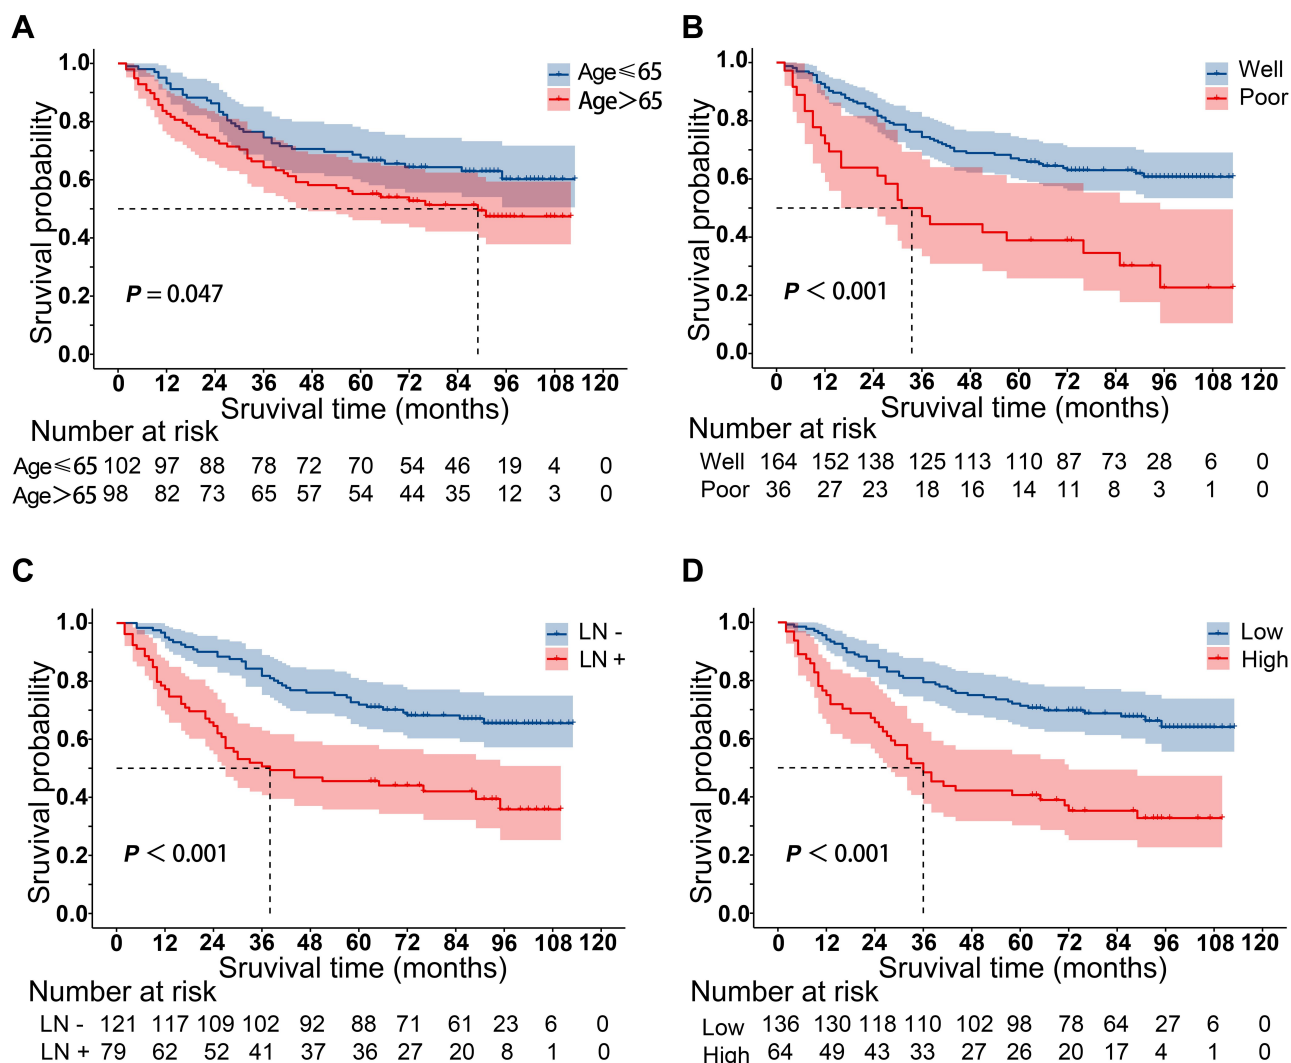 A
Sruvival probability
1.0
0.8
0.6
0.4
0.2
0.0
Age≤65
Age>65
P = 0.047
0 12 24 36 48 60 72 84 96 108 120
Sruvival time (months)
Number at risk
Age≤65 102 97 88 78 72 70 54 46 19 4 0
Age>65 98 82 73 65 57 54 44 35 12 3 0
B
Sruvival probability
1.0
0.8
0.6
0.4
0.2
0.0
Well
Poor
P < 0.001
0 12 24 36 48 60 72 84 96 108 120
Sruvival time (months)
Number at risk
Well 164 152 138 125 113 110 87 73 28 6 0
Poor 36 27 23 18 16 14 11 8 3 1 0
C
Sruvival probability
1.0
0.8
0.6
0.4
0.2
0.0
LN -
LN +
P < 0.001
0 12 24 36 48 60 72 84 96 108 120
Sruvival time (months)
Number at risk
LN - 121 117 109 102 92 88 71 61 23 6 0
LN + 79 62 52 41 37 36 27 20 8 1 0
D
Sruvival probability
1.0
0.8
0.6
0.4
0.2
0.0
Low
High
P < 0.001
0 12 24 36 48 60 72 84 96 108 120
Sruvival time (months)
Number at risk
Low 136 130 118 110 102 98 78 64 27 6 0
High 64 49 43 33 27 26 20 17 4 1 0